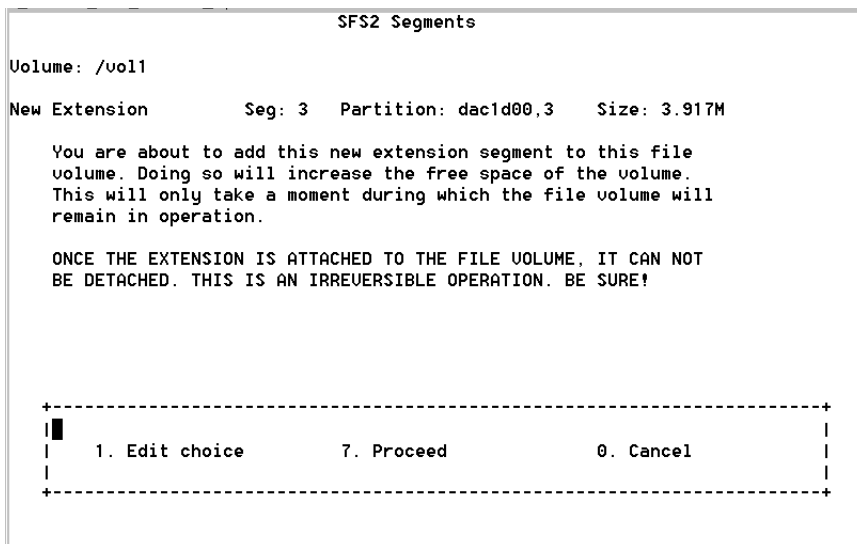 SFS2 Segments
Volume: /vol1
New Extension Seg: 3 Partition: dac1d00,3 Size: 3.917M
You are about to add this new extension segment to this file
volume. Doing so will increase the free space of the volume.
This will only take a moment during which the file volume will
remain in operation.
ONCE THE EXTENSION IS ATTACHED TO THE FILE VOLUME, IT CAN NOT
BE DETACHED. THIS IS AN IRREVERSIBLE OPERATION. BE SURE!
1. Edit choice 7. Proceed 0. Cancel